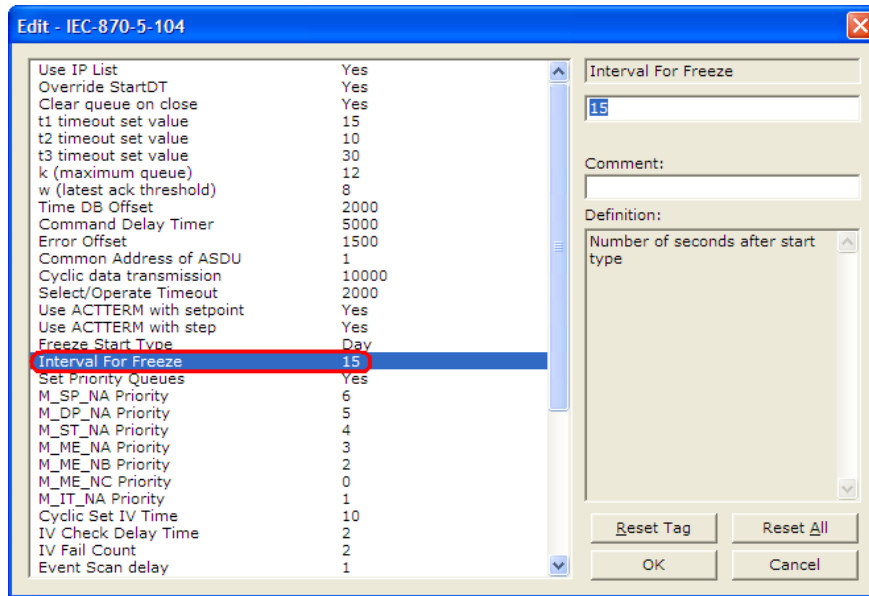 Edit - IEC-870-5-104
Use IP List Yes
Override StartDT Yes
Clear queue on close Yes
t1 timeout set value 15
t2 timeout set value 10
t3 timeout set value 30
k (maximum queue) 12
w (latest ack threshold) 8
Time DB Offset 2000
Command Delay Timer 5000
Error Offset 1500
Common Address of ASDU 1
Cyclic data transmission 10000
Select/Operate Timeout 2000
Use ACTTERM with setpoint Yes
Use ACTTERM with step Yes
Freeze Start Type Day
Interval For Freeze 15
Set Priority Queues Yes
M_SP_NA Priority 6
M_DP_NA Priority 5
M_ST_NA Priority 4
M_ME_NA Priority 3
M_ME_NB Priority 2
M_ME_NC Priority 0
M_IT_NA Priority 1
Cyclic Set IV Time 10
IV Check Delay Time 2
IV Fail Count 2
Event Scan delay 1
Interval For Freeze
15
Comment:
Definition:
Number of seconds after start
type
Reset Tag Reset All
OK Cancel